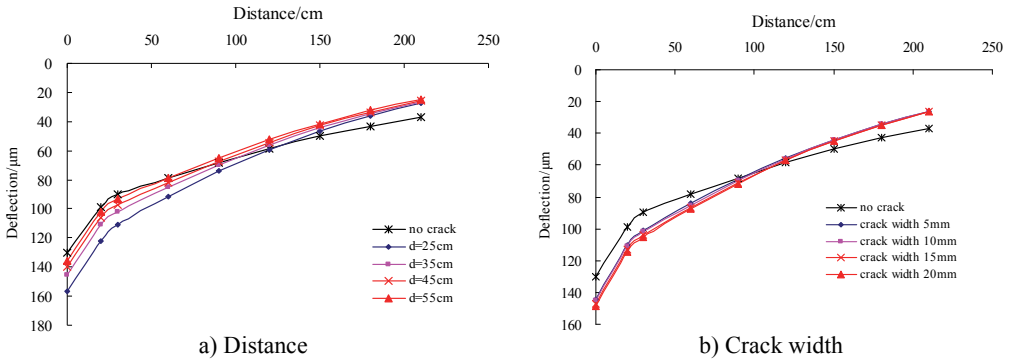 Distance/cm
0 50 100 150 200 250
0
20
40
60
80
100
120
140
160
180
Deflection/μm
no crack
d=25cm
d=35cm
d=45cm
d=55cm
a) Distance
Distance/cm
0 50 100 150 200 250
0
20
40
60
80
100
120
140
160
Deflection/μm
no crack
crack width 5mm
crack width 10mm
crack width 15mm
crack width 20mm
b) Crack width